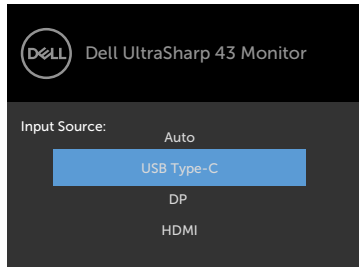 DELL
Dell UltraSharp 43 Monitor
Input Source:
Auto
USB Type-C
DP
HDMI